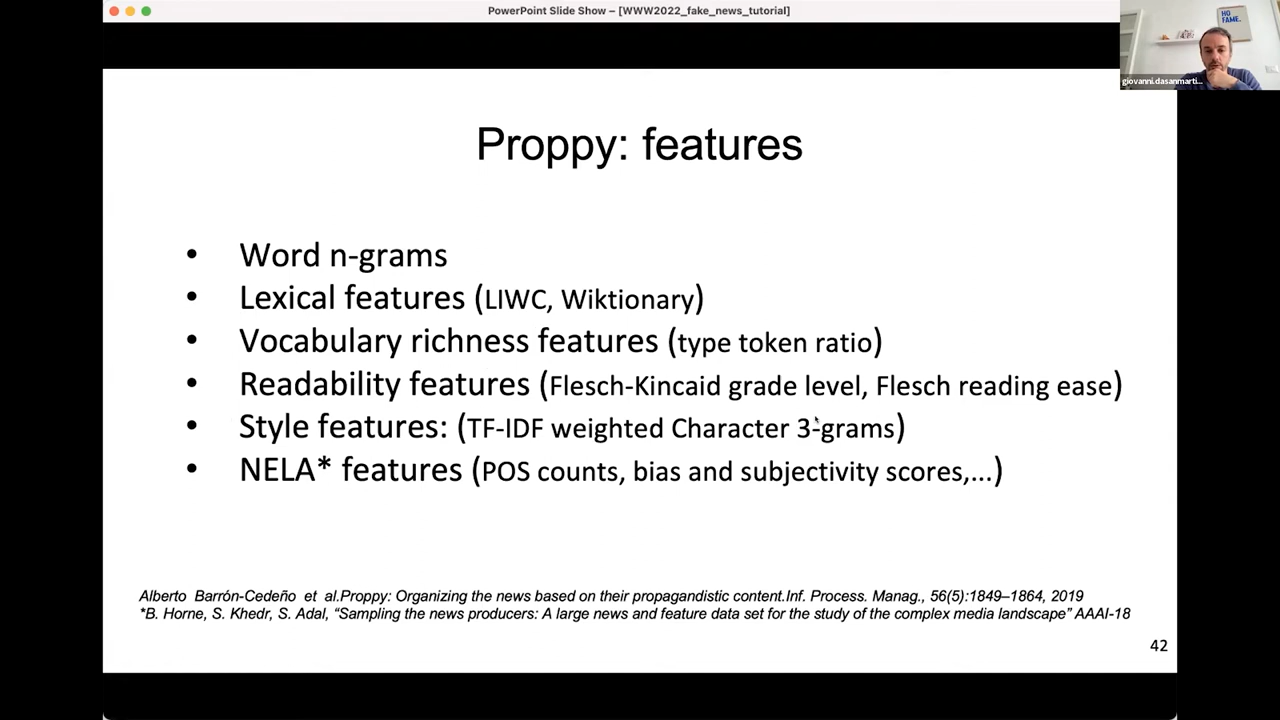 PowerPoint Slide Show – [WWW2022_fake_news_tutorial]
NO
FAME.
giovanni.dasanmarti...
Proppy: features
• Word n-grams
• Lexical features (LIWC, Wiktionary)
• Vocabulary richness features (type token ratio)
• Readability features (Flesch-Kincaid grade level, Flesch reading ease)
• Style features: (TF-IDF weighted Character 3-grams)
• NELA* features (POS counts, bias and subjectivity scores,...)
Alberto Barrón-Cedeño et al.Proppy: Organizing the news based on their propagandistic content.Inf. Process. Manag., 56(5):1849–1864, 2019
*B. Horne, S. Khedr, S. Adal, “Sampling the news producers: A large news and feature data set for the study of the complex media landscape” AAAI-18
42